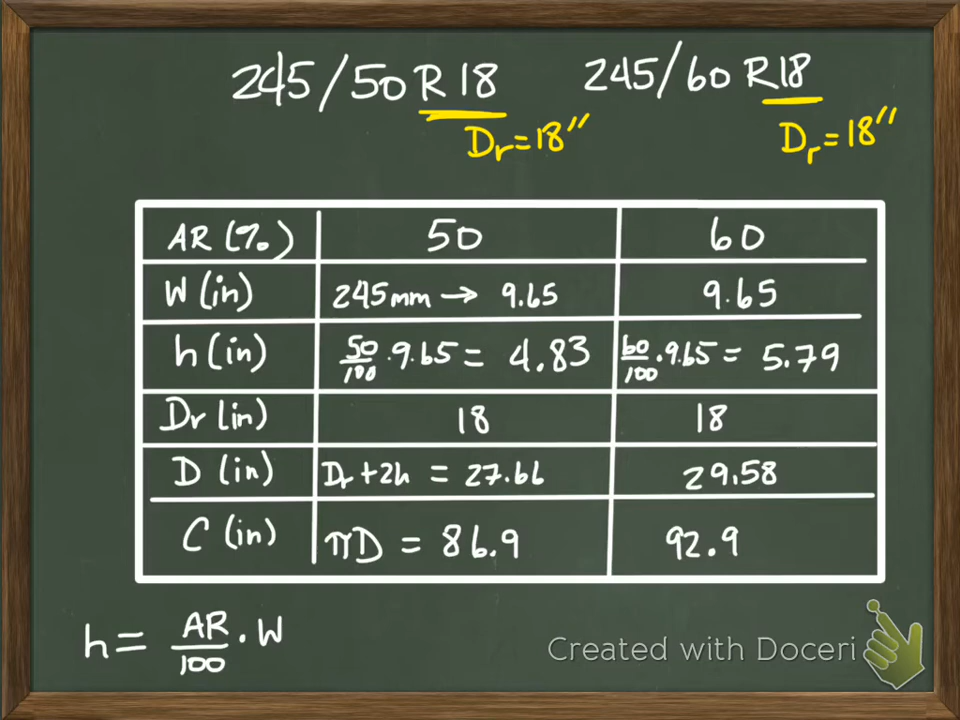 245/50 R 18 245/60 R18
Dr = 18" Dr = 18"
AR (%) 50 60
W (in) 245mm → 9.65 9.65
h (in) 50/100 · 9.65 = 4.83 60/100 · 9.65 = 5.79
Dr (in) 18 18
D (in) Dr + 2h = 27.66 29.58
C (in) πD = 86.9 92.9
h = AR/100 · W
Created with Doceri